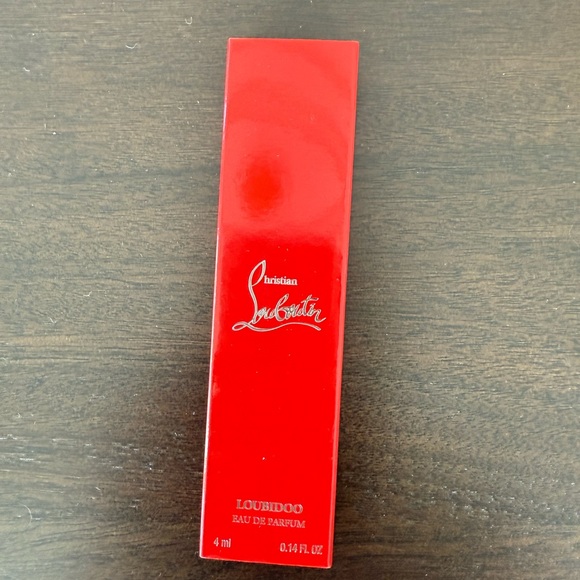 Christian
Louboutin
LOUBIDOO
EAU DE PARFUM
4 ml 0.14 FL. OZ